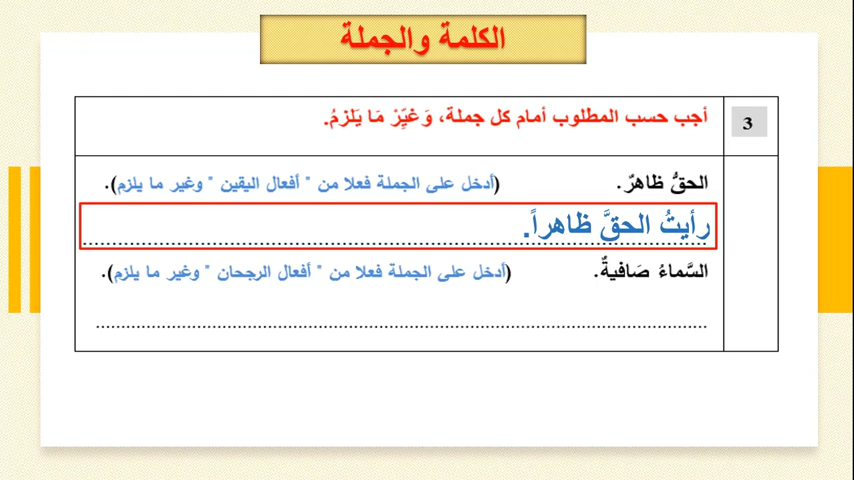 الكلمة والجملة
3 أجب حسب المطلوب أمام كل جملة، وَغيِّرْ مَا يَلزمُ.
الحقُّ ظاهرٌ. (أدخل على الجملة فعلا من " أفعال اليقين " وغير ما يلزم).
رأيتُ الحقَّ ظاهراً.
السَّماءُ صَافيةٌ. (أدخل على الجملة فعلا من " أفعال الرجحان " وغير ما يلزم).